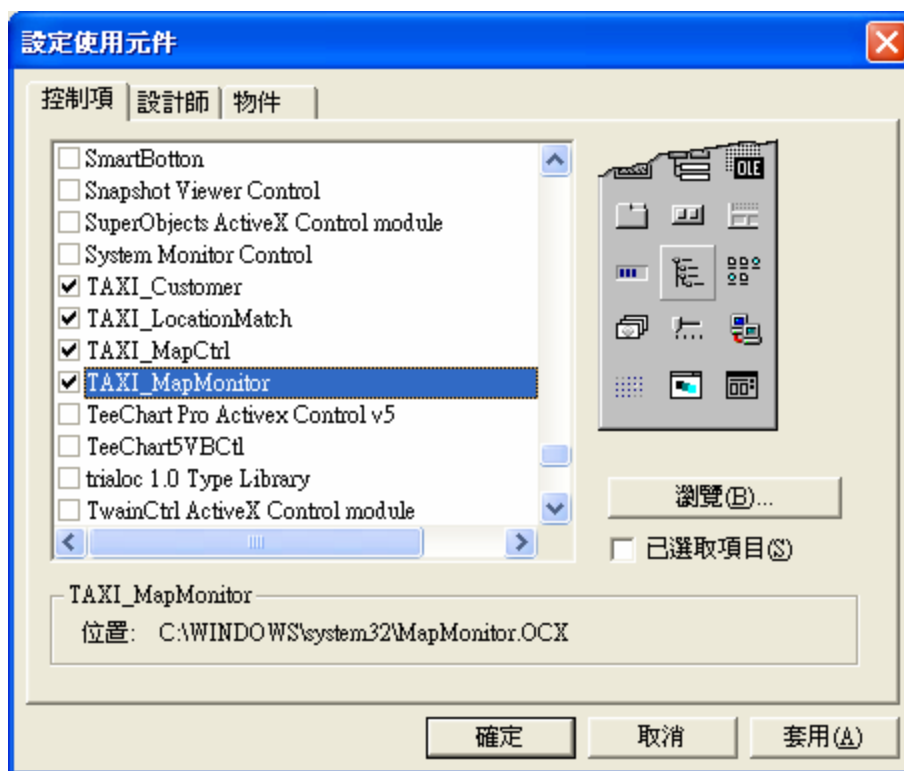 設定使用元件
控制項 設計師 物件
SmartBotton
Snapshot Viewer Control
SuperObjects ActiveX Control module
System Monitor Control
TAXI_Customer
TAXI_LocationMatch
TAXI_MapCtrl
TAXI_MapMonitor
TeeChart Pro Activex Control v5
TeeChart5VBCtl
trialoc 1.0 Type Library
TwainCtrl ActiveX Control module
OLE
瀏覽(B)...
已選取項目(S)
TAXI_MapMonitor
位置: C:\WINDOWS\system32\MapMonitor.OCX
確定 取消 套用(A)